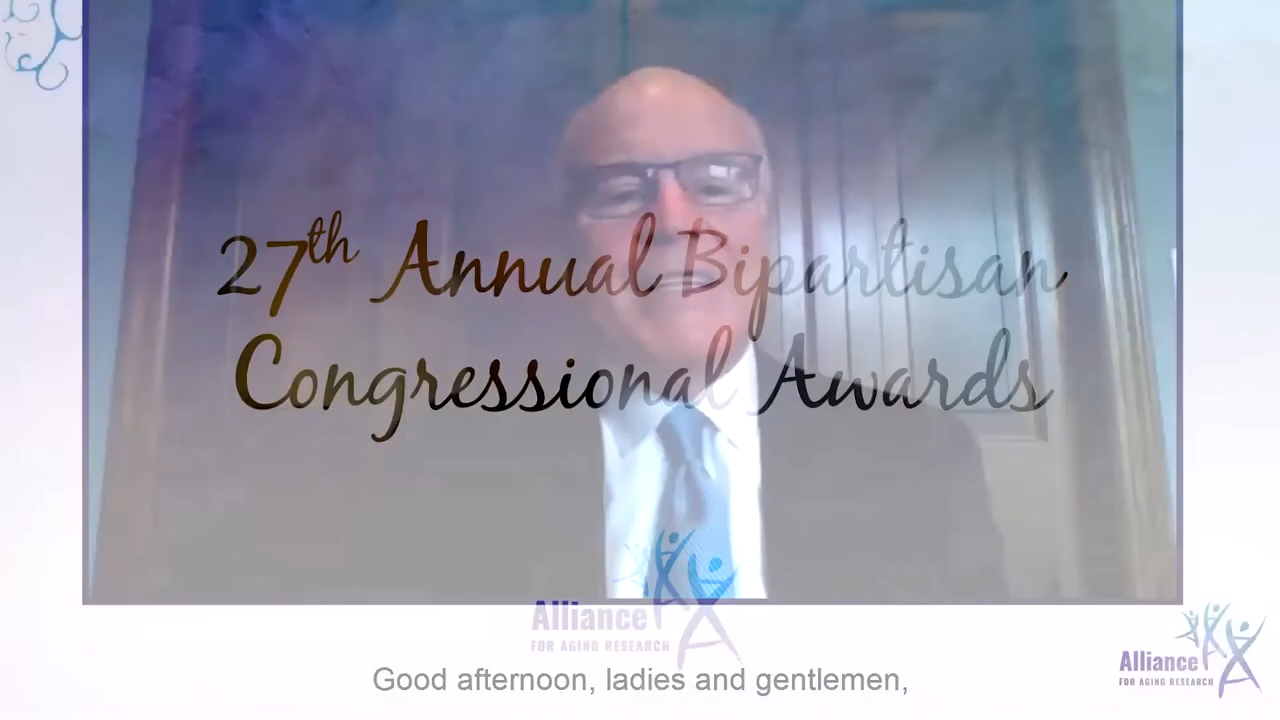 27th Annual Bipartisan
Congressional Awards
Alliance
FOR AGING RESEARCH
Good afternoon, ladies and gentlemen,
Alliance
FOR AGING RESEARCH